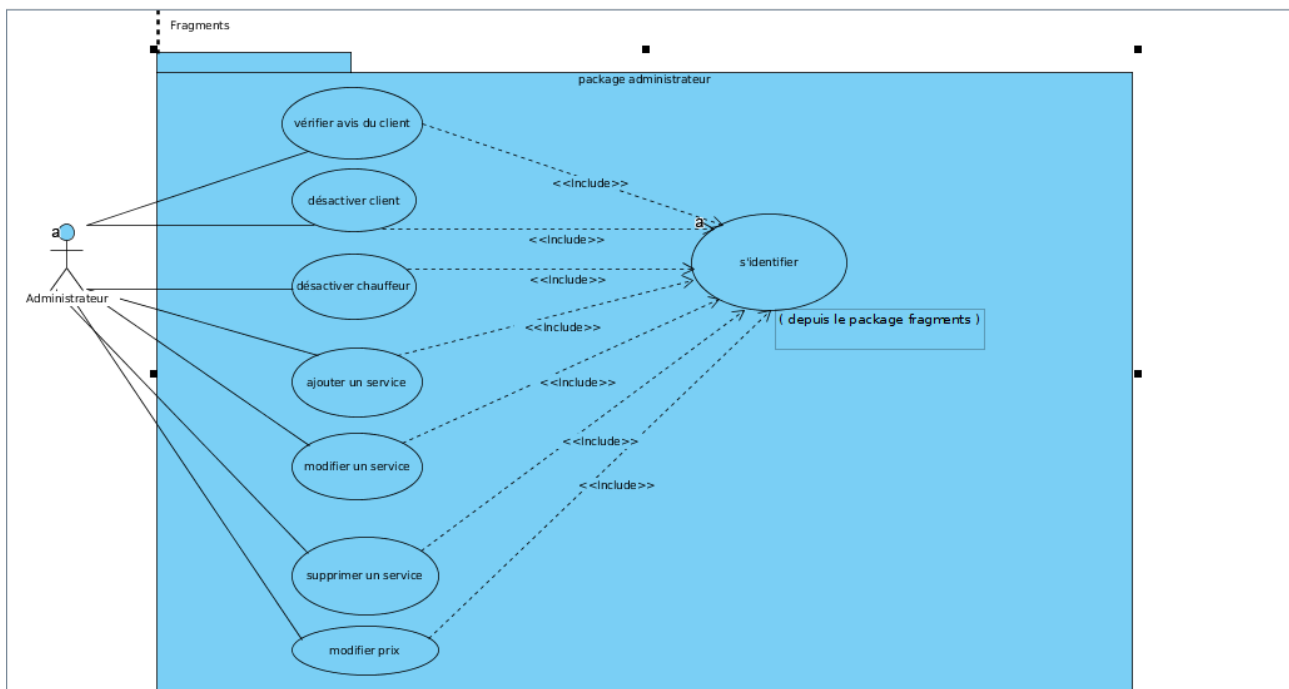 Fragments
package administrateur
vérifier avis du client
<<Include>>
désactiver client
a
a
<<Include>>
s'identifier
<<Include>>
désactiver chauffeur
Administrateur
( depuis le package fragments )
<<Include>>
ajouter un service
<<Include>>
<<Include>>
modifier un service
<<Include>>
supprimer un service
modifier prix